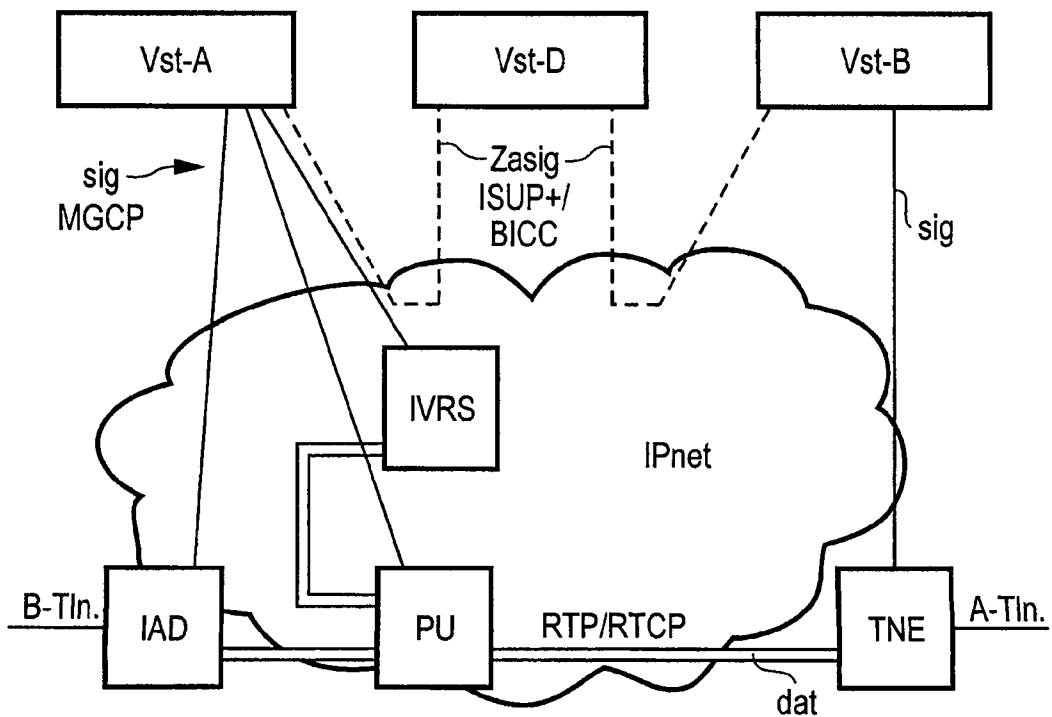 Vst-A
Vst-D
Vst-B
sig
MGCP
Zasig
ISUP+/
BICC
sig
IVRS
IPnet
B-Tln.
IAD
PU
RTP/RTCP
TNE
A-Tln.
dat